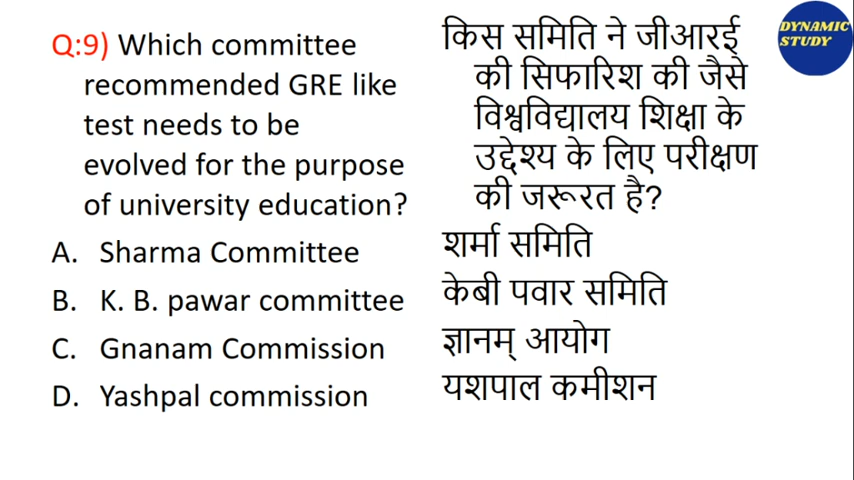 Q:9) Which committee
recommended GRE like
test needs to be
evolved for the purpose
of university education?
A. Sharma Committee
B. K. B. pawar committee
C. Gnanam Commission
D. Yashpal commission
किस समिति ने जीआरई
की सिफारिश की जैसे
विश्वविद्यालय शिक्षा के
उद्देश्य के लिए परीक्षण
की जरूरत है?
शर्मा समिति
केबी पवार समिति
ज्ञानम् आयोग
यशपाल कमीशन
DYNAMIC
STUDY